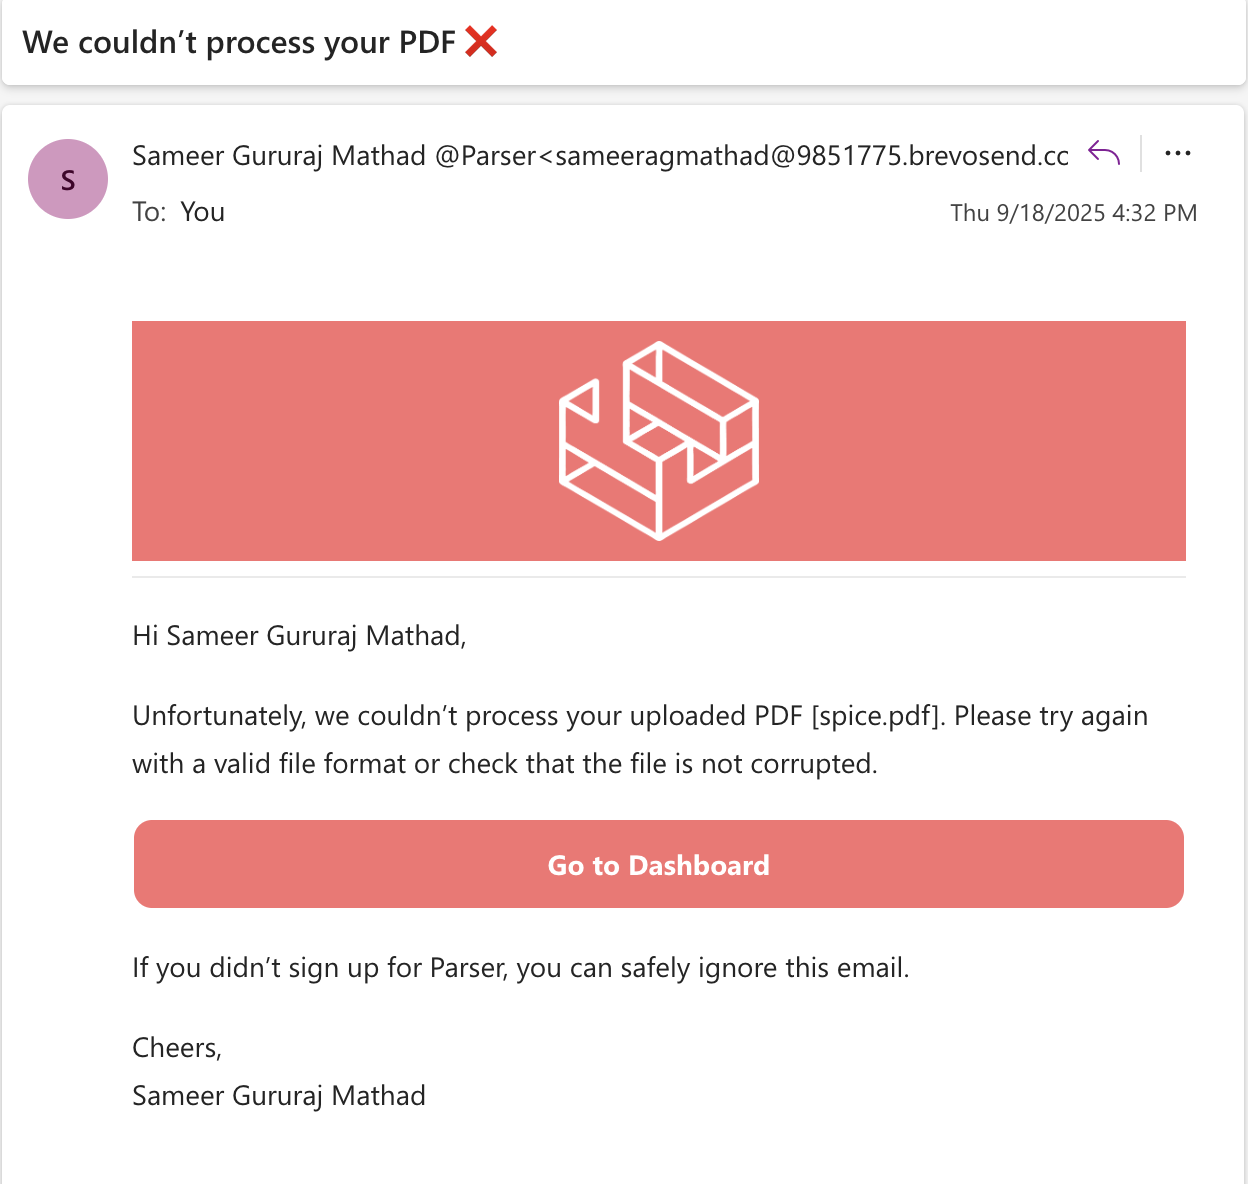 We couldn’t process your PDF ❌
S
Sameer Gururaj Mathad @Parser<sameeragmathad@9851775.brevosend.cc
To: You
Thu 9/18/2025 4:32 PM
Hi Sameer Gururaj Mathad,
Unfortunately, we couldn’t process your uploaded PDF [spice.pdf]. Please try again
with a valid file format or check that the file is not corrupted.
Go to Dashboard
If you didn’t sign up for Parser, you can safely ignore this email.
Cheers,
Sameer Gururaj Mathad